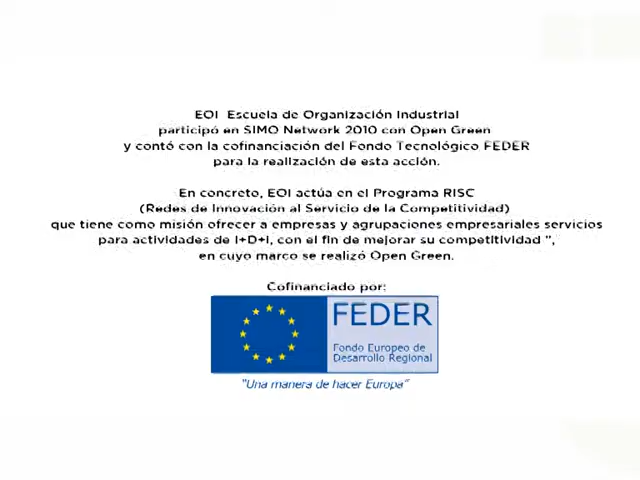 EOI Escuela de Organización Industrial
participó en SIMO Network 2010 con Open Green
y contó con la cofinanciación del Fondo Tecnológico FEDER
para la realización de esta acción.
En concreto, EOI actúa en el Programa RISC
(Redes de Innovación al Servicio de la Competitividad)
que tiene como misión ofrecer a empresas y agrupaciones empresariales servicios
para actividades de I+D+I, con el fin de mejorar su competitividad ",
en cuyo marco se realizó Open Green.
Cofinanciado por:
FEDER
Fondo Europeo de
Desarrollo Regional
"Una manera de hacer Europa"